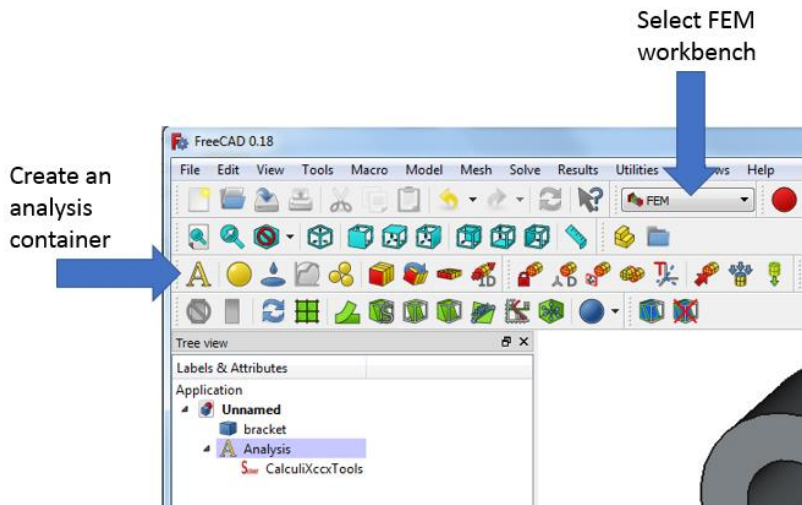 Select FEM
workbench
Create an
analysis
container
FreeCAD 0.18
File Edit View Tools Macro Model Mesh Solve Results Utilities Help
FEM
Tree view
Labels & Attributes
Application
Unnamed
bracket
A Analysis
Solver CalculiXccxTools